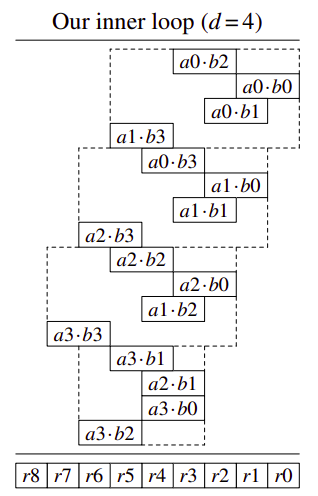 Our inner loop (d = 4)
a0·b2
a0·b0
a0·b1
a1·b3
a0·b3
a1·b0
a1·b1
a2·b3
a2·b2
a2·b0
a1·b2
a3·b3
a3·b1
a2·b1
a3·b0
a3·b2
r8 r7 r6 r5 r4 r3 r2 r1 r0